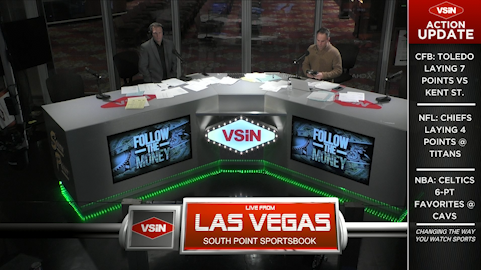 VSiN
ACTION
UPDATE
CFB: TOLEDO
LAYING 7
POINTS VS
KENT ST.
NFL: CHIEFS
LAYING 4
POINTS @
TITANS
NBA: CELTICS
6-PT
FAVORITES @
CAVS
CHANGING THE WAY
YOU WATCH SPORTS
VSiN
FOLLOW
THE
MONEY
VSiN
FOLLOW
THE
MONEY
LIVE FROM
VSiN
LAS VEGAS
SOUTH POINT SPORTSBOOK